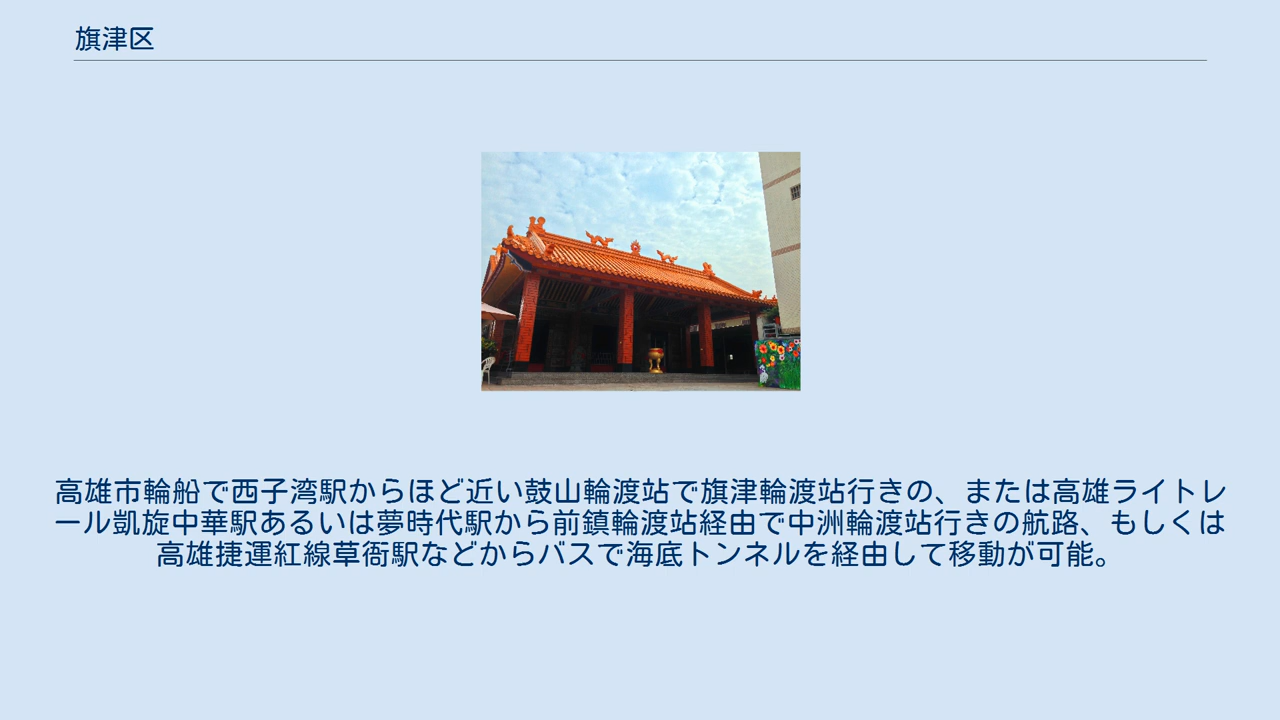 旗津区
高雄市輪船で西子湾駅からほど近い鼓山輪渡站で旗津輪渡站行きの、または高雄ライトレ
ール凱旋中華駅あるいは夢時代駅から前鎮輪渡站経由で中洲輪渡站行きの航路、もしくは
高雄捷運紅線草衙駅などからバスで海底トンネルを経由して移動が可能。